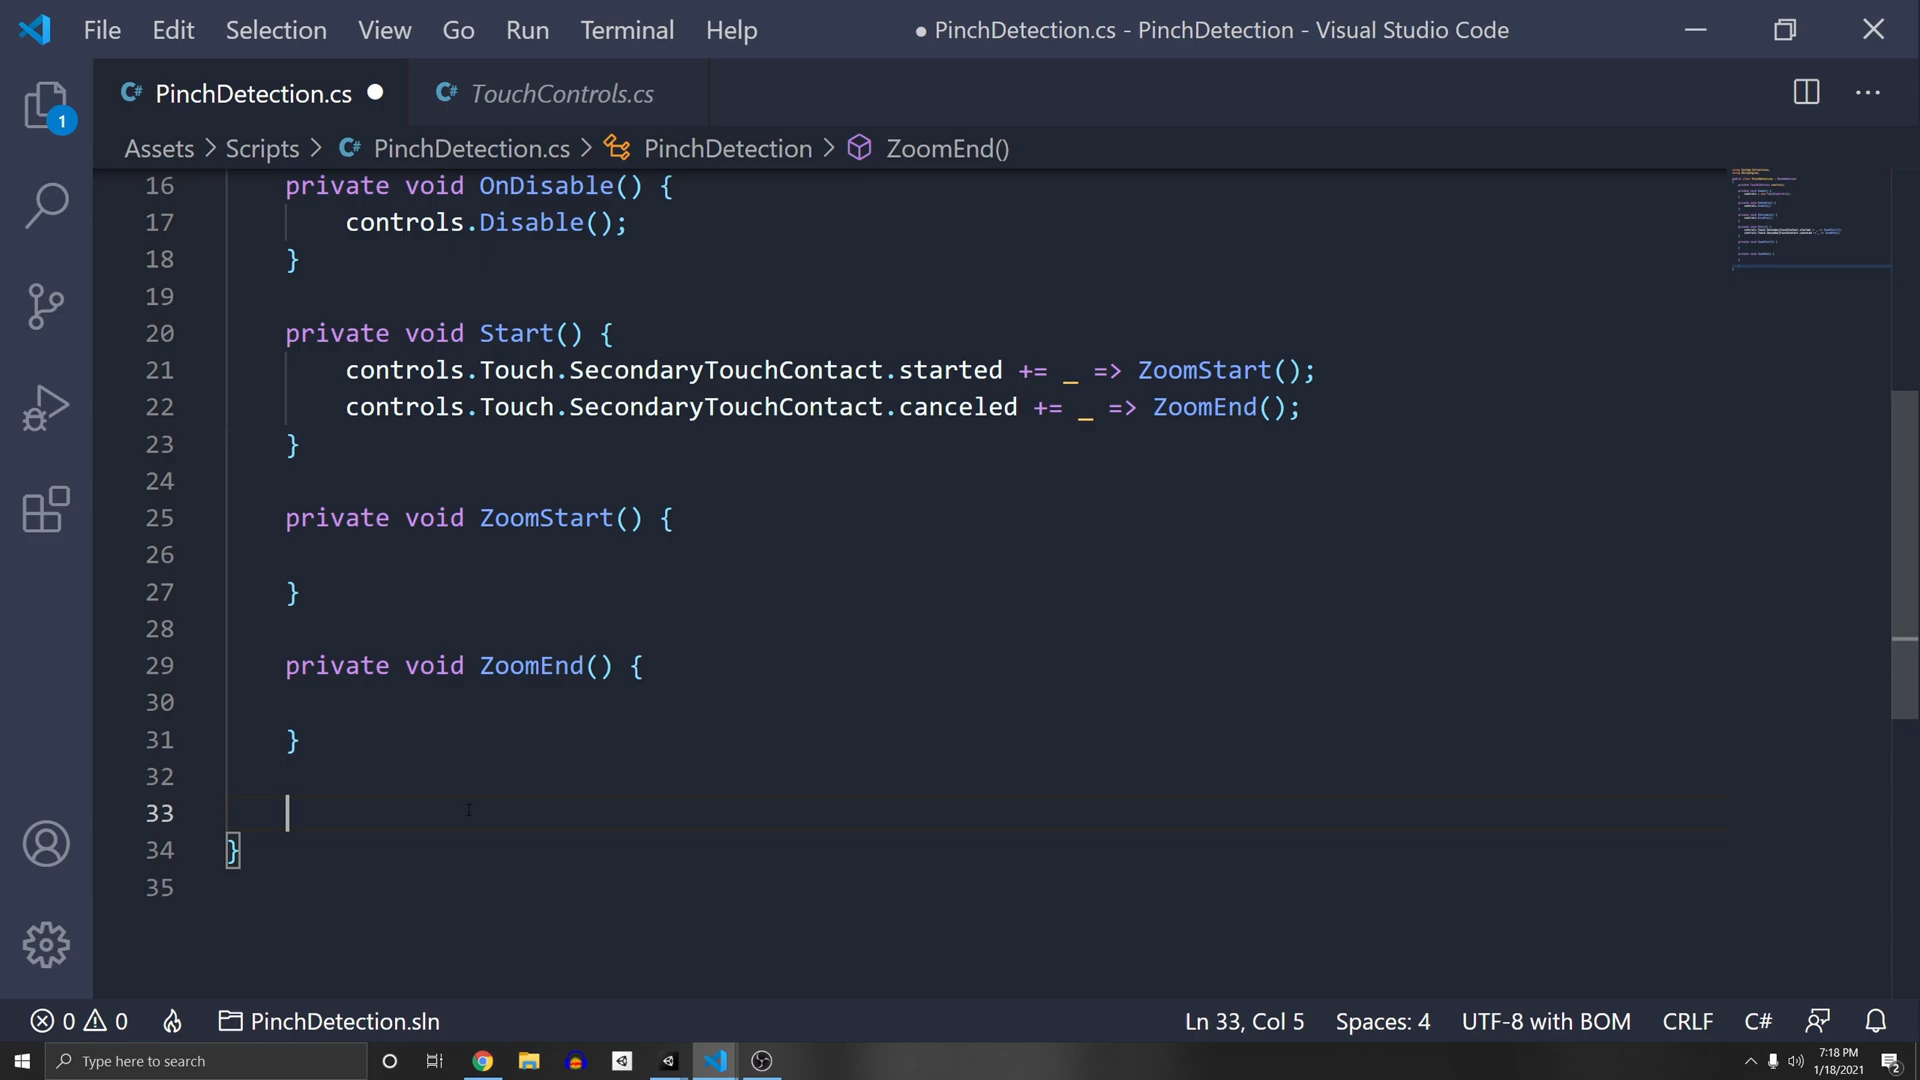 File Edit Selection View Go Run Terminal Help ● PinchDetection.cs - PinchDetection - Visual Studio Code
C# PinchDetection.cs ● C# TouchControls.cs
1
Assets > Scripts > C# PinchDetection.cs > PinchDetection > ZoomEnd()
16 private void OnDisable() {
17 controls.Disable();
18 }
19
20 private void Start() {
21 controls.Touch.SecondaryTouchContact.started += _ => ZoomStart();
22 controls.Touch.SecondaryTouchContact.canceled += _ => ZoomEnd();
23 }
24
25 private void ZoomStart() {
26
27 }
28
29 private void ZoomEnd() {
30
31 }
32
33
34 }
35
0 0 PinchDetection.sln Ln 33, Col 5 Spaces: 4 UTF-8 with BOM CRLF C#
Type here to search 7:18 PM
1/18/2021 2